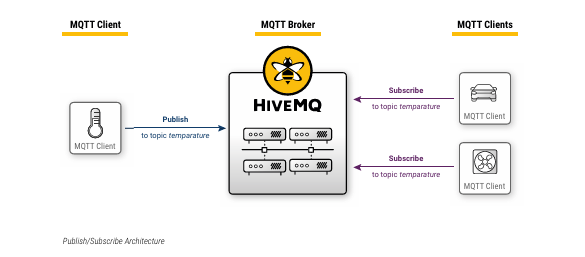 MQTT Client
MQTT Broker
MQTT Clients
HIVEMQ
Publish
to topic temparature
MQTT Client
Subscribe
to topic temparature
MQTT Client
Subscribe
to topic temparature
MQTT Client
Publish/Subscribe Architecture